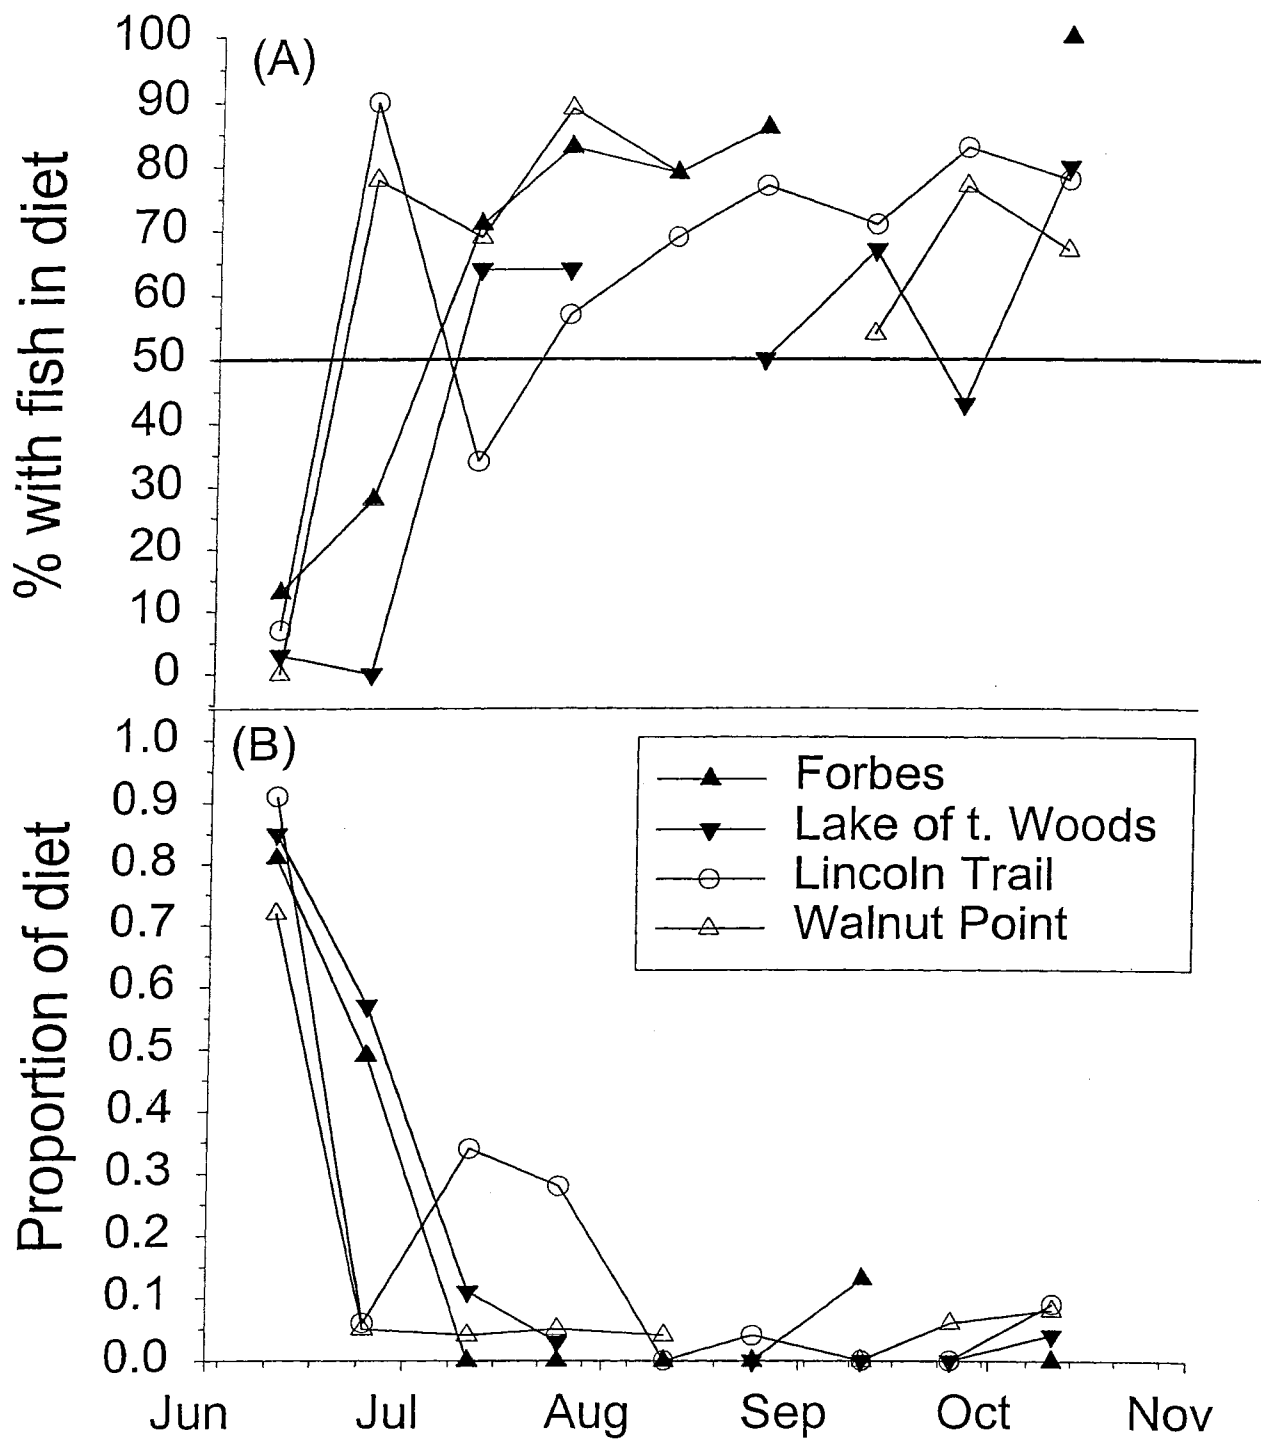 % with fish in diet
100
90
80
70
60
50
40
30
20
10
0
(A)
Proportion of diet
1.0
0.9
0.8
0.7
0.6
0.5
0.4
0.3
0.2
0.1
0.0
(B)
Forbes
Lake of t. Woods
Lincoln Trail
Walnut Point
Jun Jul Aug Sep Oct Nov